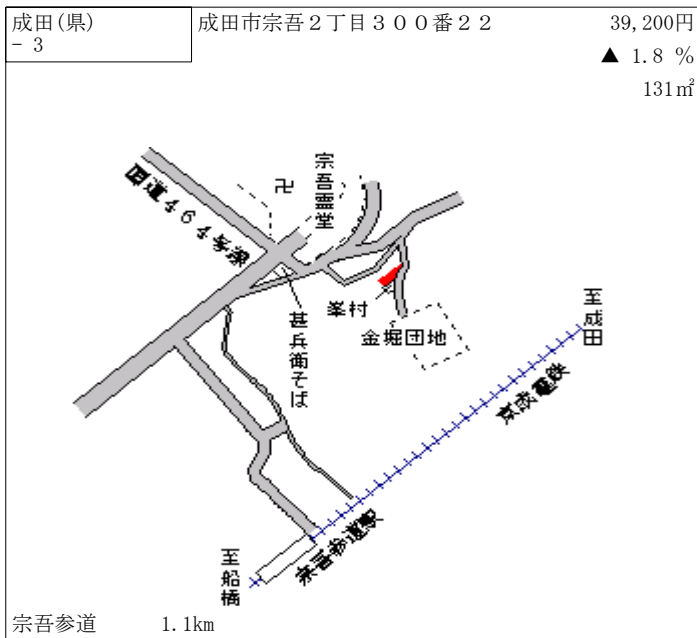 成田(県)
- 3
成田市宗吾２丁目３００番２２
39,200円
▲ 1.8 %
131㎡
国道４６４号線
卍
宗吾霊堂
甚兵衛そば
峯村
金堀団地
至成田
京成電鉄
宗吾参道駅
至船橋
宗吾参道 1.1km